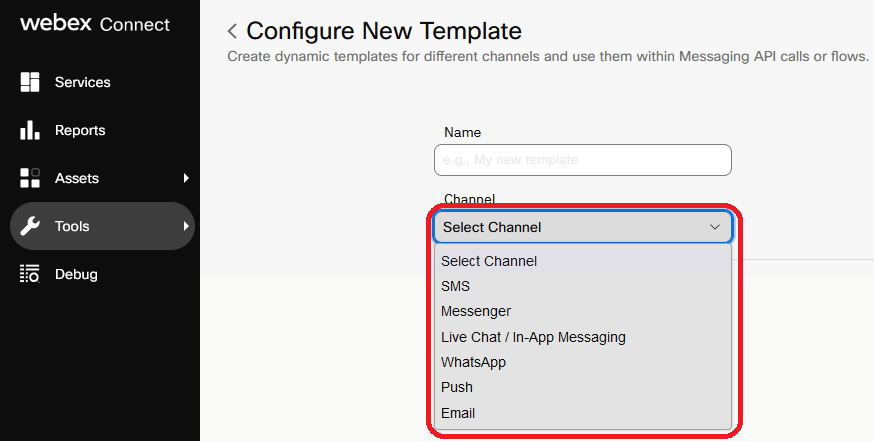 webex Connect
Services
Reports
Assets
Tools
Debug
Configure New Template
Create dynamic templates for different channels and use them within Messaging API calls or flows.
Name
e.g., My new template
Channel
Select Channel
Select Channel
SMS
Messenger
Live Chat / In-App Messaging
WhatsApp
Push
Email